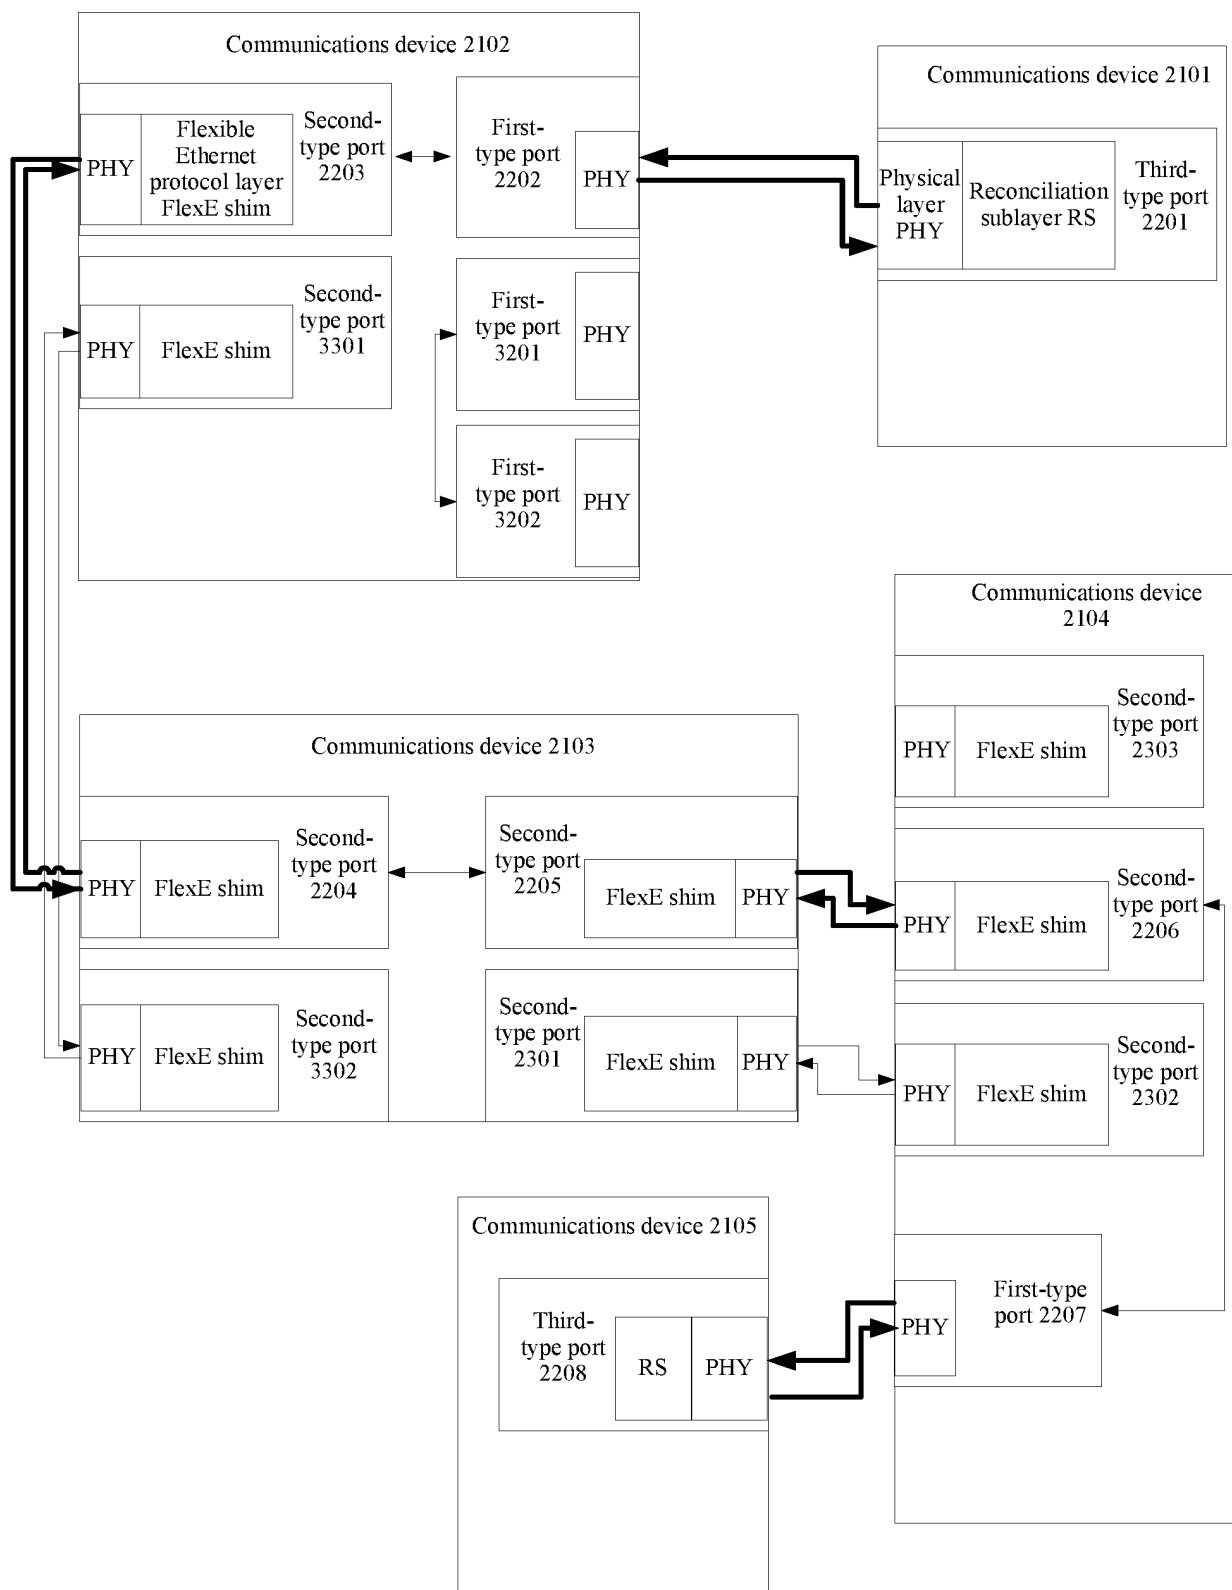 Communications device 2102
PHY
Flexible
Ethernet
protocol layer
FlexE shim
Second-
type port
2203
First-
type port
2202
PHY
PHY
FlexE shim
Second-
type port
3301
First-
type port
3201
PHY
First-
type port
3202
PHY
Communications device 2101
Physical
layer
PHY
Reconciliation
sublayer RS
Third-
type port
2201
Communications device 2103
PHY
FlexE shim
Second-
type port
2204
Second-
type port
2205
FlexE shim
PHY
PHY
FlexE shim
Second-
type port
3302
Second-
type port
2301
FlexE shim
PHY
Communications device
2104
PHY
FlexE shim
Second-
type port
2303
PHY
FlexE shim
Second-
type port
2206
PHY
FlexE shim
Second-
type port
2302
PHY
First-type
port 2207
Communications device 2105
Third-
type port
2208
RS
PHY